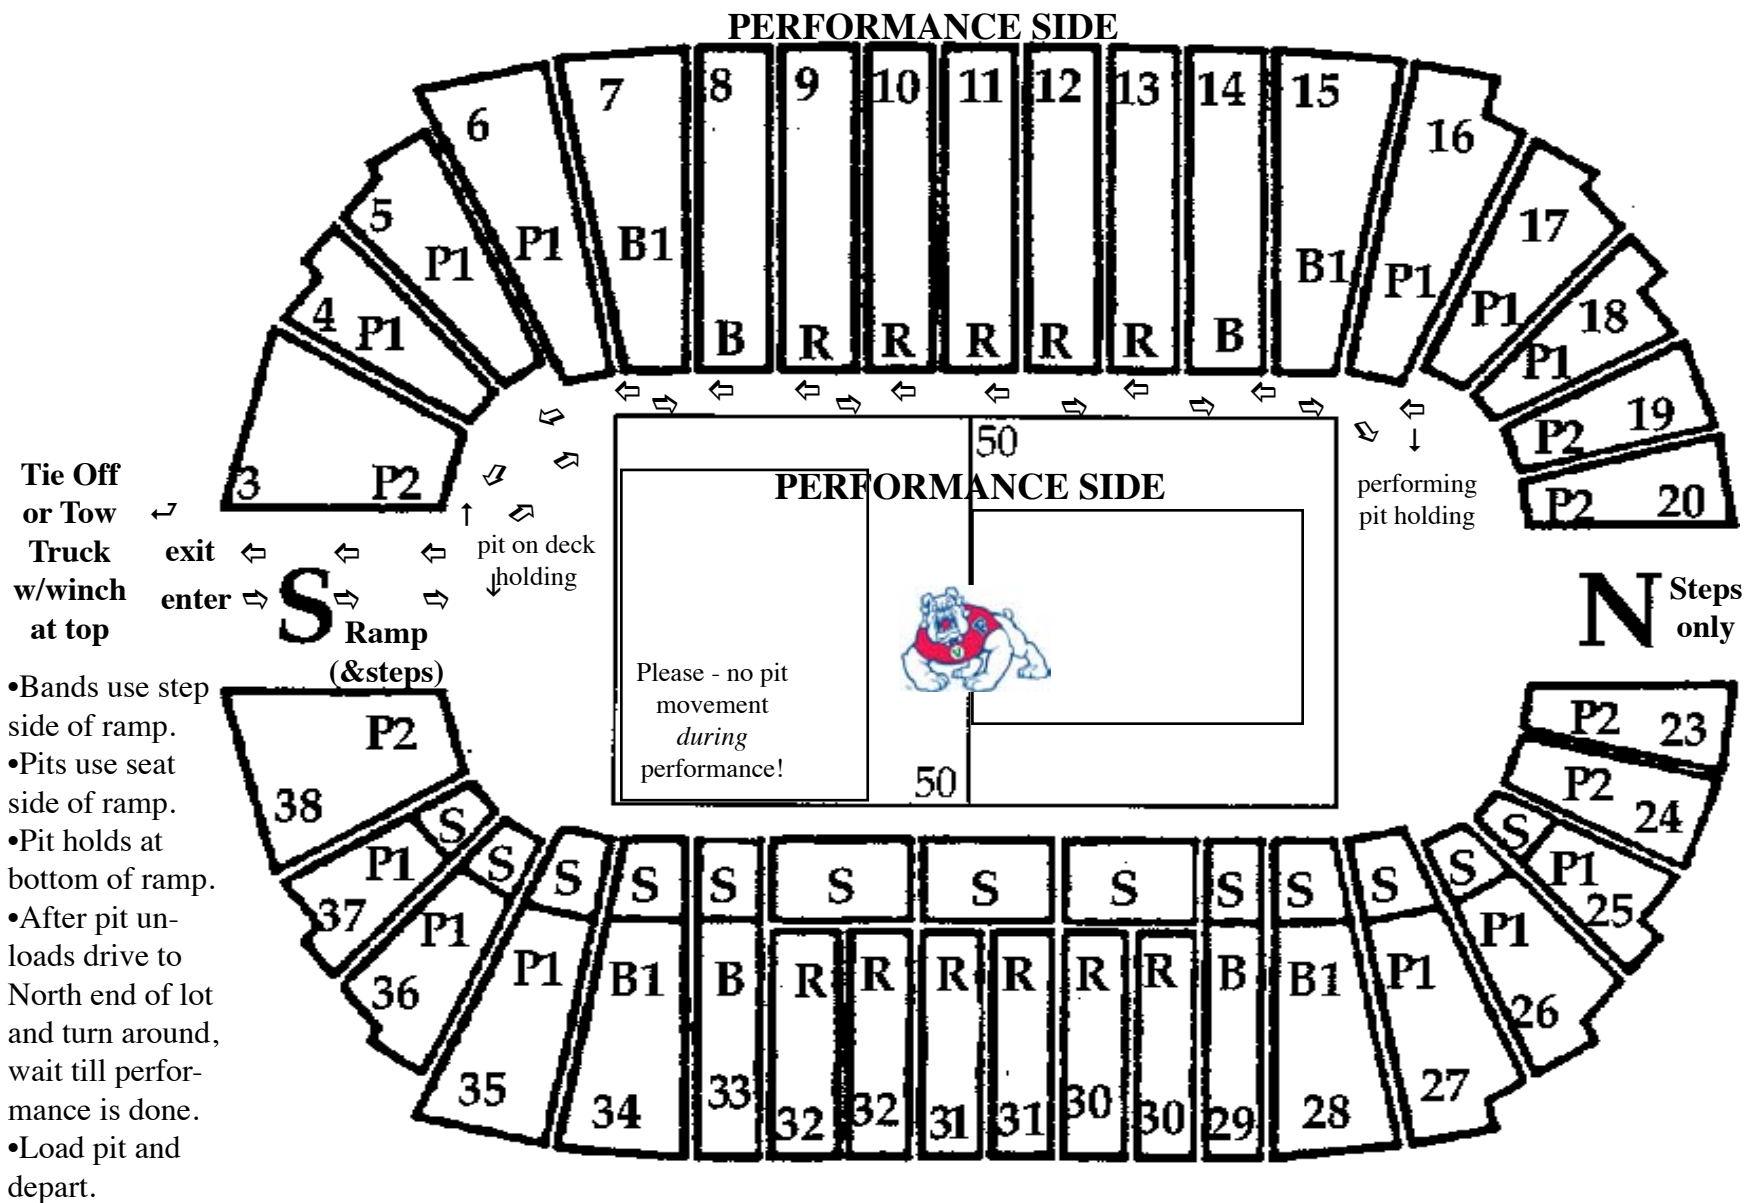 PERFORMANCE SIDE
6 7 8 9 10 11 12 13 14 15 16
5 P1 P1 B1 B R R R R R B B1 P1 17 P1
4 P1 18 P1
3 P2 19 P2
20 P2
50
PERFORMANCE SIDE
performing
pit holding
pit on deck
holding
Tie Off
or Tow
Truck
w/winch
at top
exit
enter
S
Ramp
(&steps)
N
Steps
only
Please - no pit
movement
during
performance!
50
•Bands use step
side of ramp.
•Pits use seat
side of ramp.
•Pit holds at
bottom of ramp.
•After pit un-
loads drive to
North end of lot
and turn around,
wait till perfor-
mance is done.
•Load pit and
depart.
P2 P2 23
38 P2 24
S S S S S S S S S S S S S S
37 P1 P1 25
36 P1 P1 26
P1 B1 B R R R R R R B B1 P1
35 34 33 32 32 31 31 30 30 29 28 27